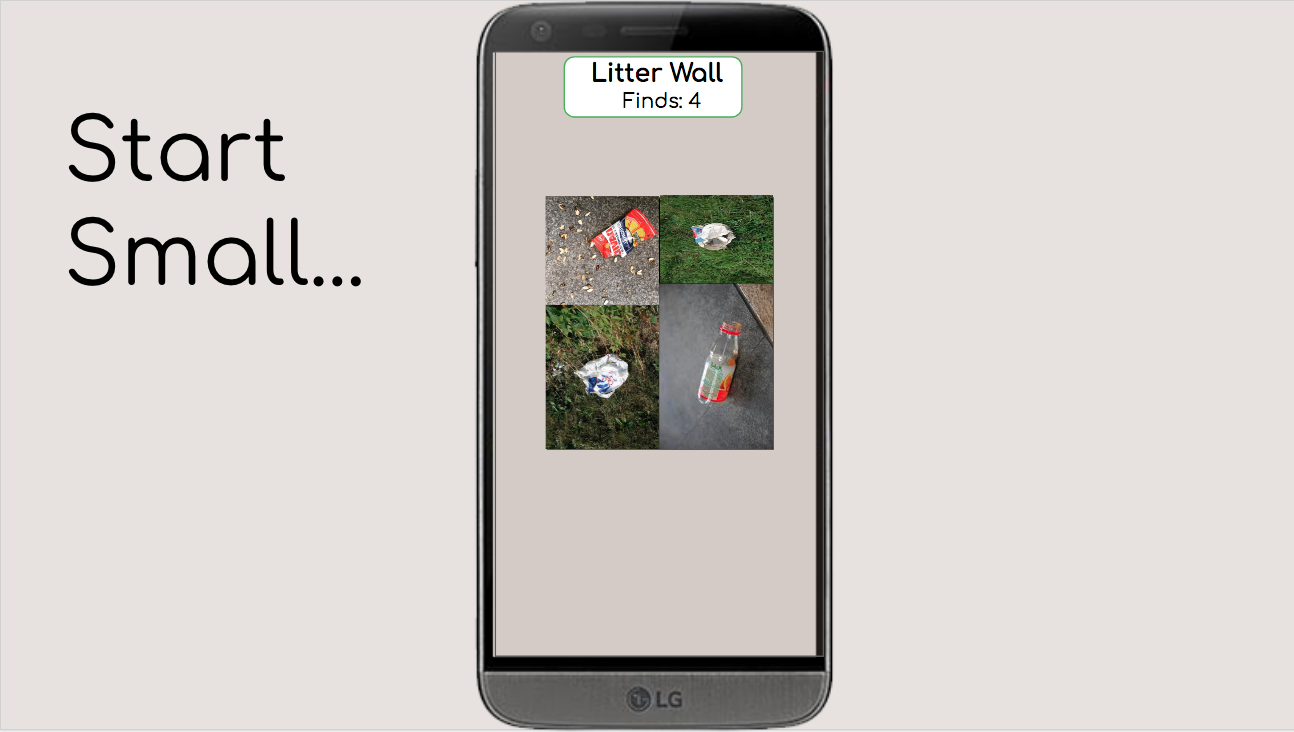 Start
Small...
Litter Wall
Finds: 4
LG